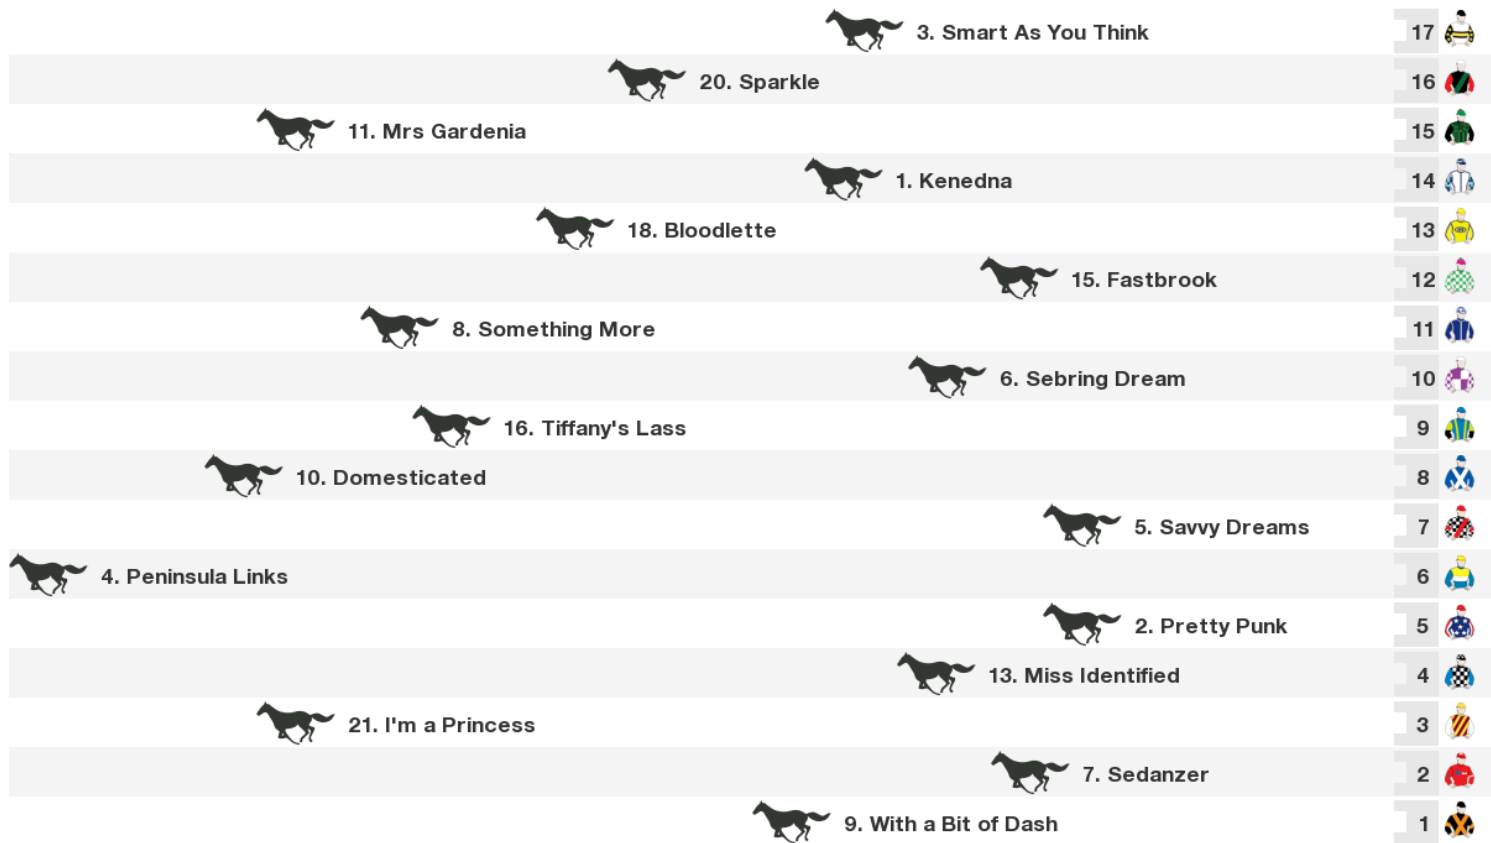 3. Smart As You Think 17
20. Sparkle 16
11. Mrs Gardenia 15
1. Kenedna 14
18. Bloodlette 13
15. Fastbrook 12
8. Something More 11
6. Sebring Dream 10
16. Tiffany's Lass 9
10. Domesticated 8
5. Savvy Dreams 7
4. Peninsula Links 6
2. Pretty Punk 5
13. Miss Identified 4
21. I'm a Princess 3
7. Sedanzer 2
9. With a Bit of Dash 1